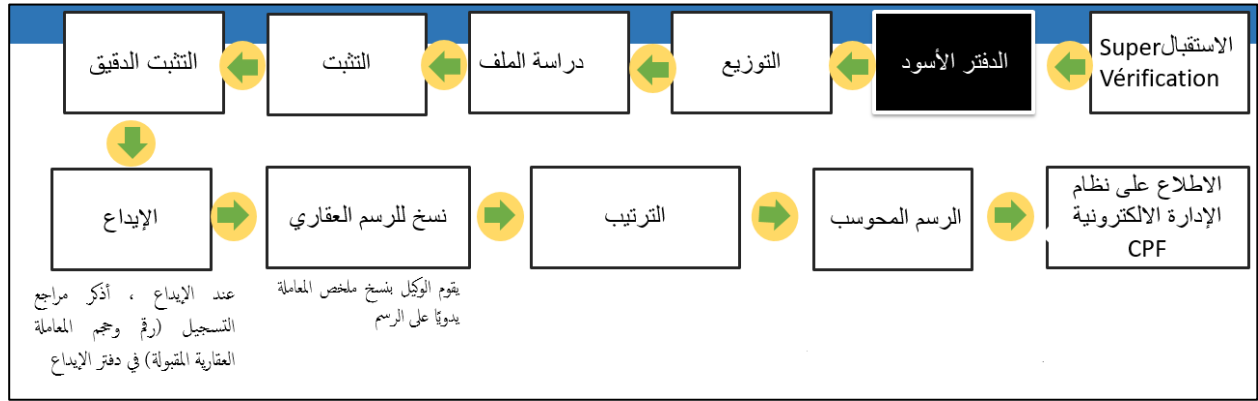 الاستقبال Super
Vérification
الدفتر الأسود
التوزيع
دراسة الملف
التثبت
التثبت الدقيق
الإيداع
عند الإيداع ، أذكر مراجع
التسجيل (رقم وحجم المعاملة
العقارية المقبولة) في دفتر الإيداع
نسخ للرسم العقاري
يقوم الوكيل بنسخ ملخص المعاملة
يدويًا على الرسم
الترتيب
الرسم المحوسب
الاطلاع على نظام
الإدارة الالكترونية
CPF